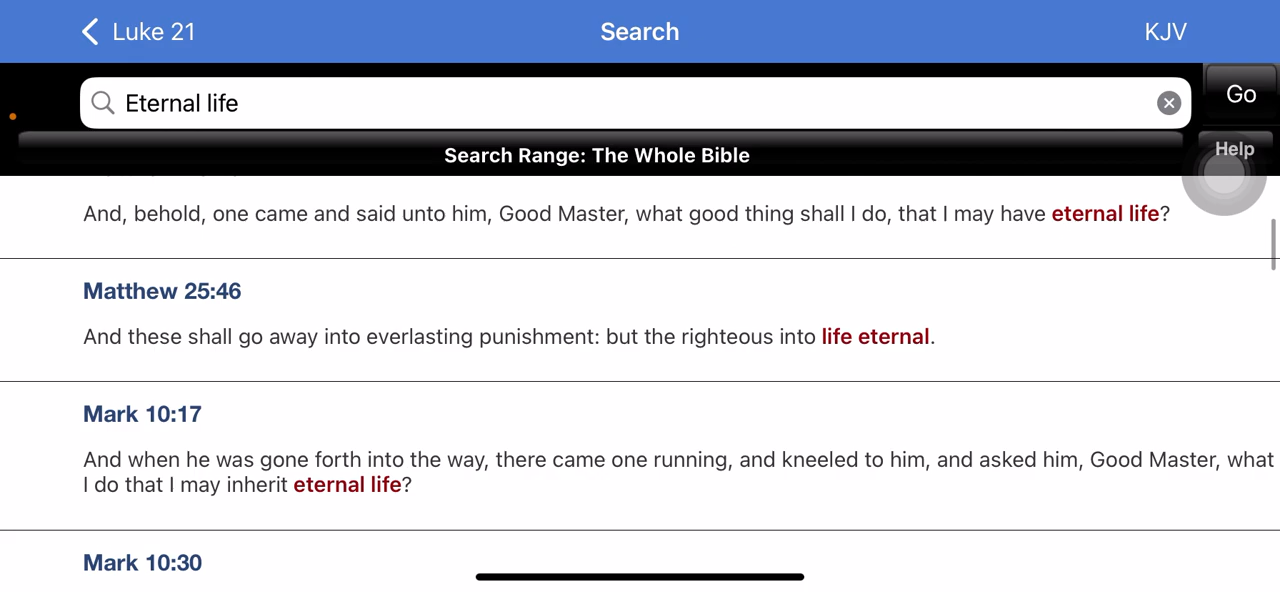 Luke 21
Search
KJV
Eternal life
Go
Search Range: The Whole Bible
Help
And, behold, one came and said unto him, Good Master, what good thing shall I do, that I may have eternal life?
Matthew 25:46
And these shall go away into everlasting punishment: but the righteous into life eternal.
Mark 10:17
And when he was gone forth into the way, there came one running, and kneeled to him, and asked him, Good Master, what
I do that I may inherit eternal life?
Mark 10:30